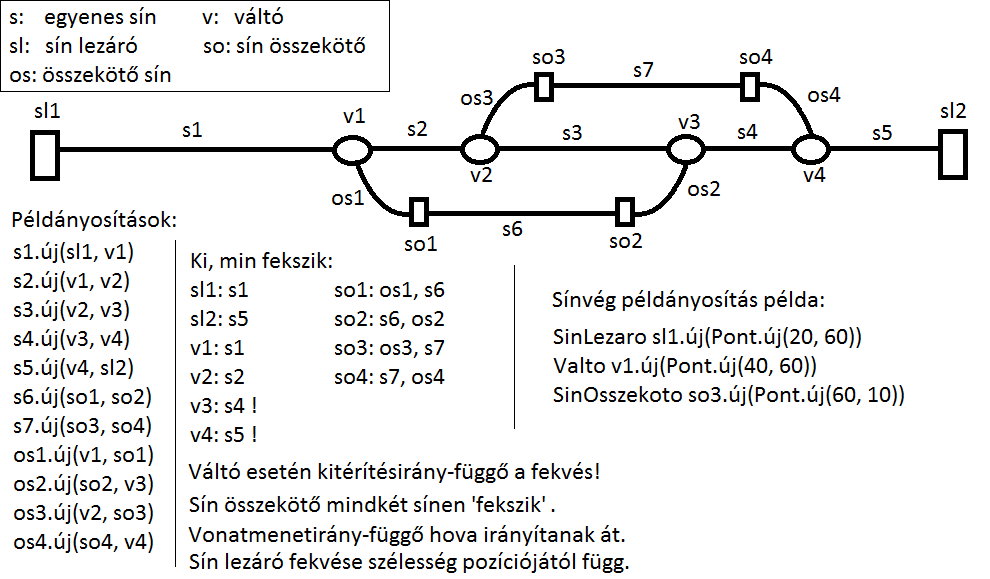 s: egyenes sín v: váltó
sl: sín lezáró so: sín összekötő
os: összekötő sín
so3 s7 so4
os3 os4
sl1 s1 v1 s2 s3 v3 s4 s5 sl2
v2 v4
os1 os2
so1 s6 so2
Példányosítások:
s1.új(sl1, v1)
s2.új(v1, v2)
s3.új(v2, v3)
s4.új(v3, v4)
s5.új(v4, sl2)
s6.új(so1, so2)
s7.új(so3, so4)
os1.új(v1, so1)
os2.új(so2, v3)
os3.új(v2, so3)
os4.új(so4, v4)
Ki, min fekszik:
sl1: s1 so1: os1, s6
sl2: s5 so2: s6, os2
v1: s1 so3: os3, s7
v2: s2 so4: s7, os4
v3: s4 !
v4: s5 !
Sínvég példányosítás példa:
SinLezaro sl1.új(Pont.új(20, 60))
Valto v1.új(Pont.új(40, 60))
SinOsszekoto so3.új(Pont.új(60, 10))
Váltó esetén kitérítésirány-függő a fekvés!
Sín összekötő mindkét sínen 'fekszik' .
Vonatmenetirány-függő hova irányítanak át.
Sín lezáró fekvése szélesség pozíciójától függ.